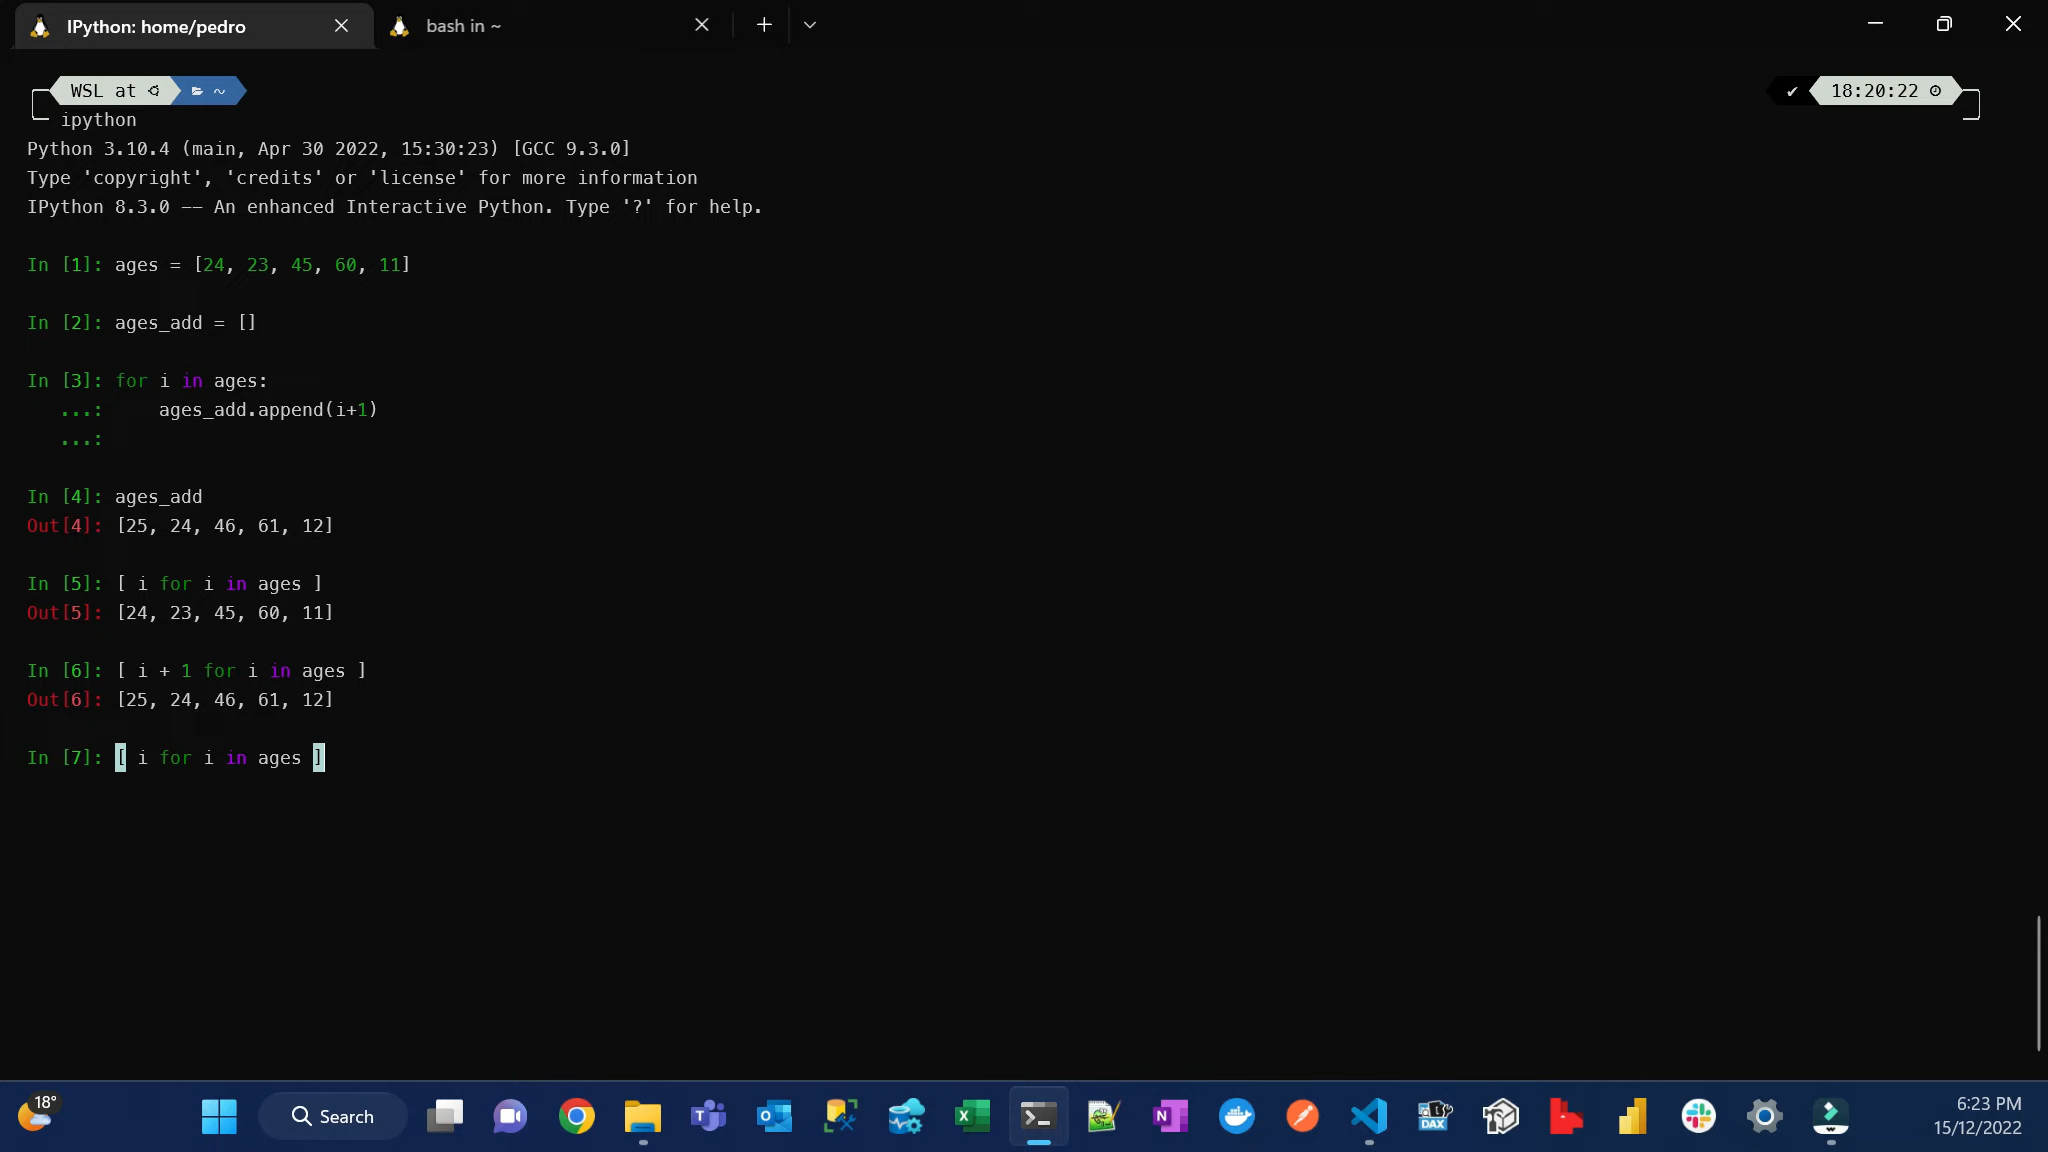 IPython: home/pedro
bash in ~
WSL at ~
✔ 18:20:22
ipython
Python 3.10.4 (main, Apr 30 2022, 15:30:23) [GCC 9.3.0]
Type 'copyright', 'credits' or 'license' for more information
IPython 8.3.0 -- An enhanced Interactive Python. Type '?' for help.
In [1]: ages = [24, 23, 45, 60, 11]
In [2]: ages_add = []
In [3]: for i in ages:
   ...:     ages_add.append(i+1)
   ...:
In [4]: ages_add
Out[4]: [25, 24, 46, 61, 12]
In [5]: [ i for i in ages ]
Out[5]: [24, 23, 45, 60, 11]
In [6]: [ i + 1 for i in ages ]
Out[6]: [25, 24, 46, 61, 12]
In [7]: [ i for i in ages ]
18°
Search
DAX
6:23 PM
15/12/2022